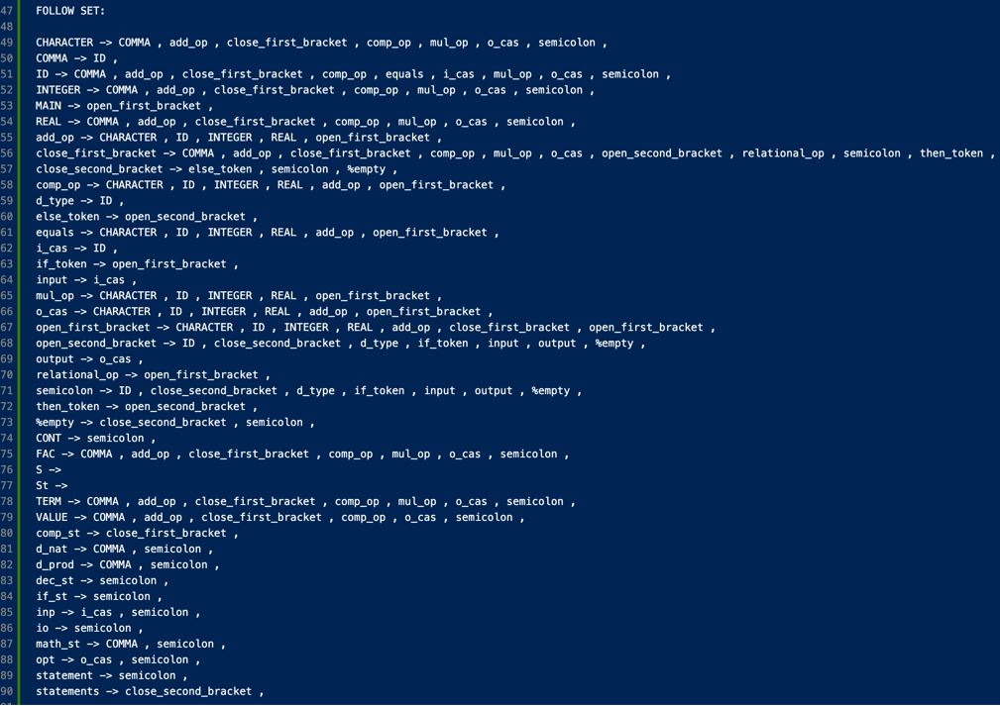 47 FOLLOW SET:
48
49 CHARACTER -> COMMA , add_op , close_first_bracket , comp_op , mul_op , o_cas , semicolon ,
50 COMMA -> ID ,
51 ID -> COMMA , add_op , close_first_bracket , comp_op , equals , i_cas , mul_op , o_cas , semicolon ,
52 INTEGER -> COMMA , add_op , close_first_bracket , comp_op , mul_op , o_cas , semicolon ,
53 MAIN -> open_first_bracket ,
54 REAL -> COMMA , add_op , close_first_bracket , comp_op , mul_op , o_cas , semicolon ,
55 add_op -> CHARACTER , ID , INTEGER , REAL , open_first_bracket ,
56 close_first_bracket -> COMMA , add_op , close_first_bracket , comp_op , mul_op , o_cas , open_second_bracket , relational_op , semicolon , then_token ,
57 close_second_bracket -> else_token , semicolon , %empty ,
58 comp_op -> CHARACTER , ID , INTEGER , REAL , add_op , open_first_bracket ,
59 d_type -> ID ,
60 else_token -> open_second_bracket ,
61 equals -> CHARACTER , ID , INTEGER , REAL , add_op , open_first_bracket ,
62 i_cas -> ID ,
63 if_token -> open_first_bracket ,
64 input -> i_cas ,
65 mul_op -> CHARACTER , ID , INTEGER , REAL , open_first_bracket ,
66 o_cas -> CHARACTER , ID , INTEGER , REAL , add_op , open_first_bracket ,
67 open_first_bracket -> CHARACTER , ID , INTEGER , REAL , add_op , close_first_bracket , open_first_bracket ,
68 open_second_bracket -> ID , close_second_bracket , d_type , if_token , input , output , %empty ,
69 output -> o_cas ,
70 relational_op -> open_first_bracket ,
71 semicolon -> ID , close_second_bracket , d_type , if_token , input , output , %empty ,
72 then_token -> open_second_bracket ,
73 %empty -> close_second_bracket , semicolon ,
74 CONT -> semicolon ,
75 FAC -> COMMA , add_op , close_first_bracket , comp_op , mul_op , o_cas , semicolon ,
76 S ->
77 St ->
78 TERM -> COMMA , add_op , close_first_bracket , comp_op , mul_op , o_cas , semicolon ,
79 VALUE -> COMMA , add_op , close_first_bracket , comp_op , o_cas , semicolon ,
80 comp_st -> close_first_bracket ,
81 d_nat -> COMMA , semicolon ,
82 d_prod -> COMMA , semicolon ,
83 dec_st -> semicolon ,
84 if_st -> semicolon ,
85 inp -> i_cas , semicolon ,
86 io -> semicolon ,
87 math_st -> COMMA , semicolon ,
88 opt -> o_cas , semicolon ,
89 statement -> semicolon ,
90 statements -> close_second_bracket ,